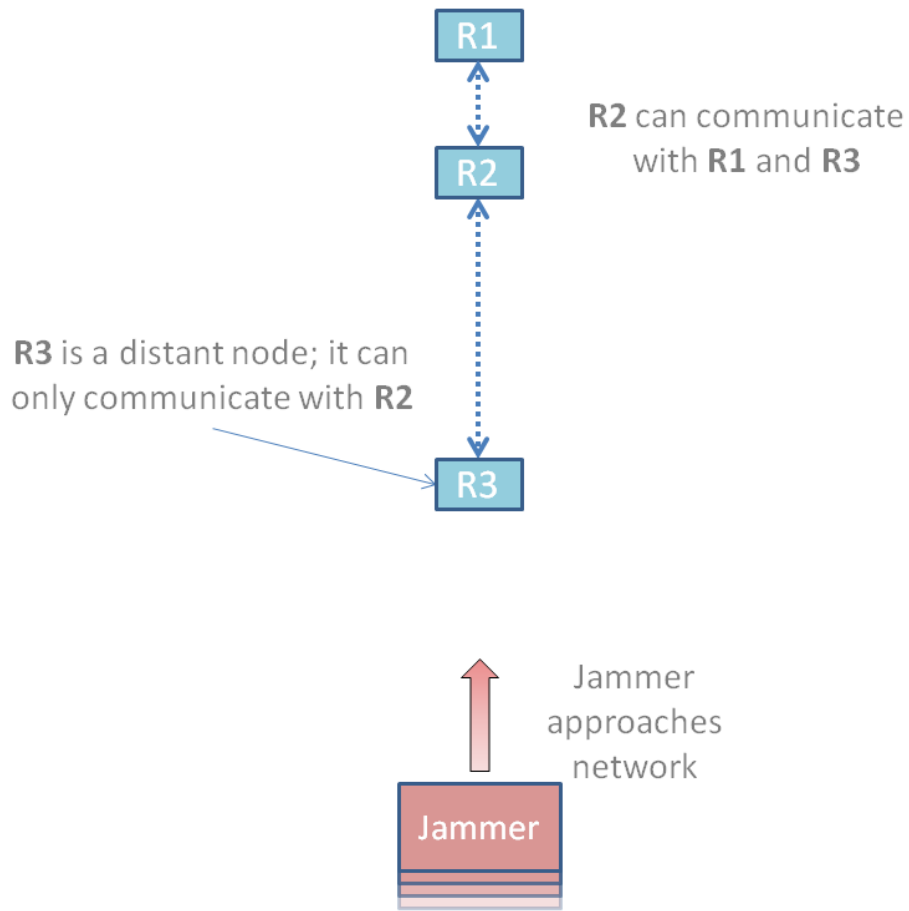 R1
R2 can communicate
with R1 and R3
R2
R3 is a distant node; it can
only communicate with R2
R3
Jammer
approaches
network
Jammer